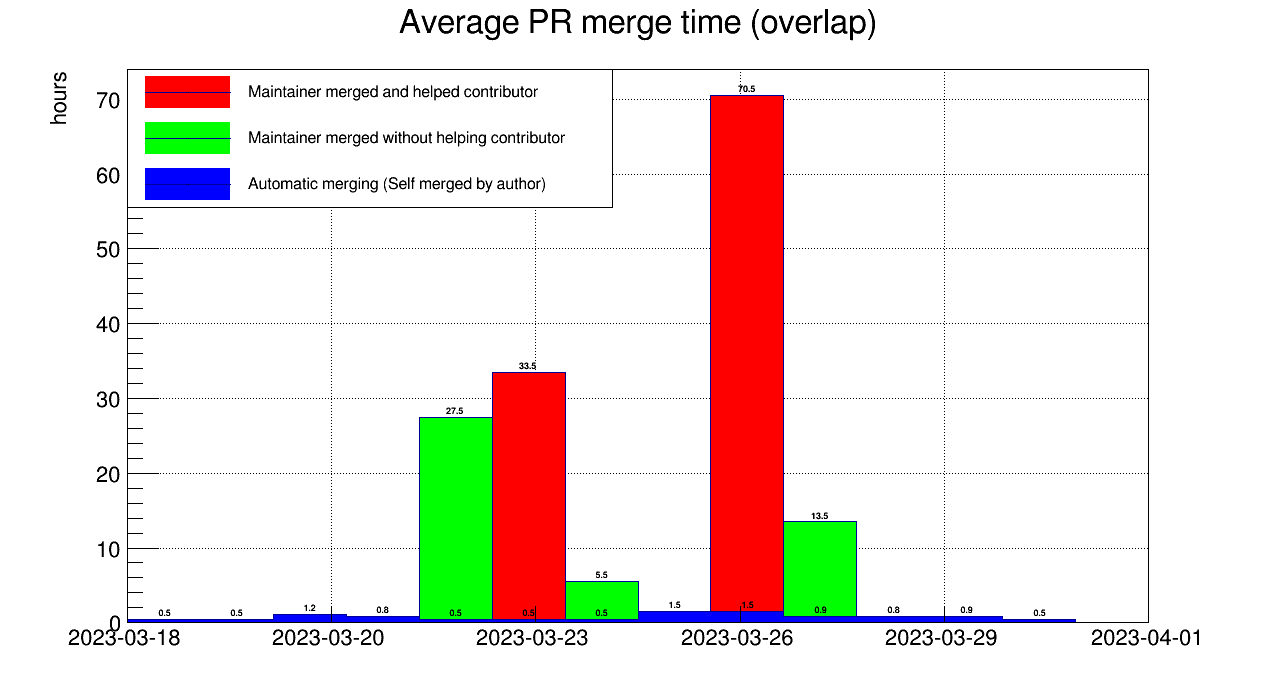 Average PR merge time (overlap)
hours
Maintainer merged and helped contributor
Maintainer merged without helping contributor
Automatic merging (Self merged by author)
70
60
50
40
30
20
10
0
70.5
33.5
27.5
13.5
5.5
0.5 0.5 1.2 0.8 0.5 0.5 0.5 1.5 1.5 0.9 0.8 0.9 0.5
2023-03-18 2023-03-20 2023-03-23 2023-03-26 2023-03-29 2023-04-01